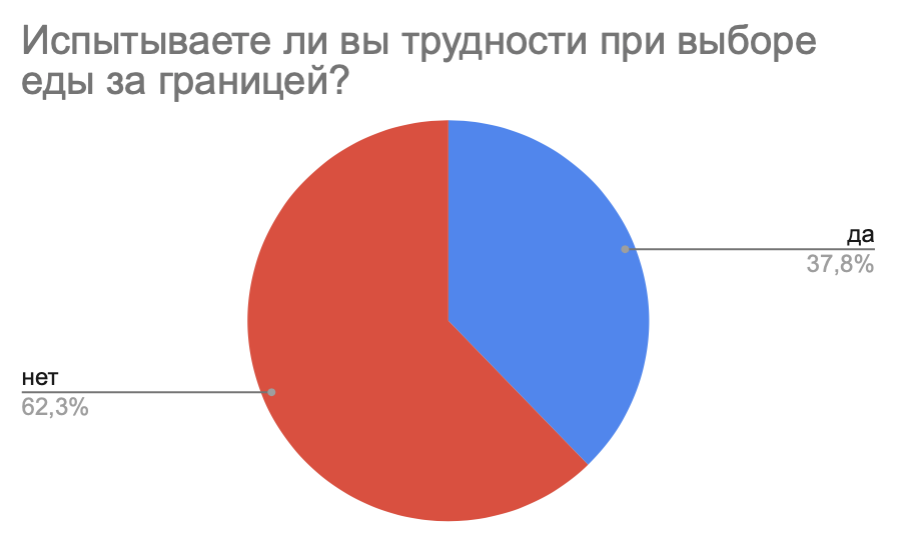 Испытываете ли вы трудности при выборе
еды за границей?
да
37,8%
нет
62,3%